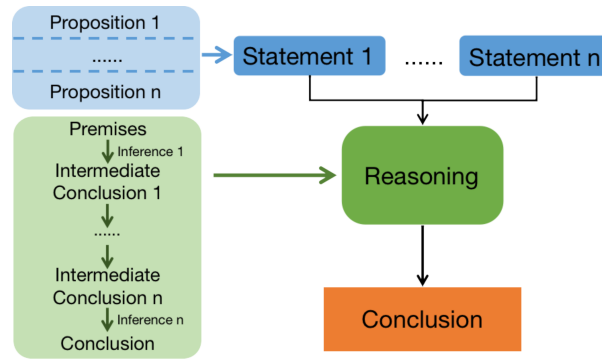 Proposition 1
......
Proposition n
Statement 1
......
Statement n
Premises
Inference 1
Intermediate
Conclusion 1
......
Intermediate
Conclusion n
Inference n
Conclusion
Reasoning
Conclusion